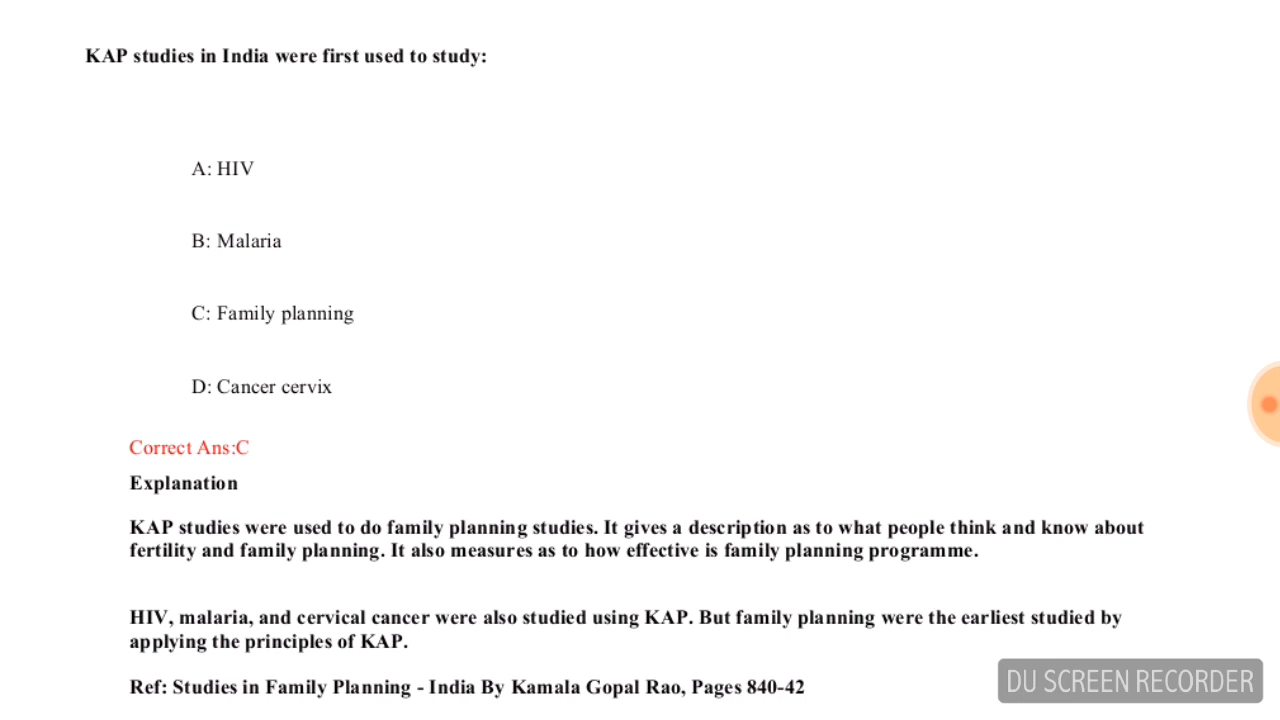 KAP studies in India were first used to study:
A: HIV
B: Malaria
C: Family planning
D: Cancer cervix
Correct Ans:C
Explanation
KAP studies were used to do family planning studies. It gives a description as to what people think and know about
fertility and family planning. It also measures as to how effective is family planning programme.
HIV, malaria, and cervical cancer were also studied using KAP. But family planning were the earliest studied by
applying the principles of KAP.
Ref: Studies in Family Planning - India By Kamala Gopal Rao, Pages 840-42
DU SCREEN RECORDER